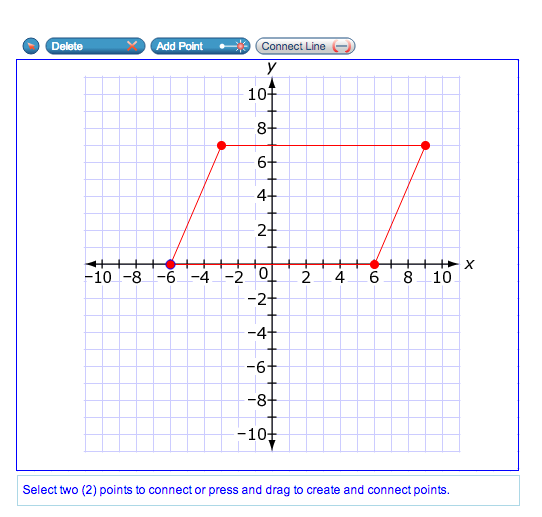 Delete Add Point Connect Line
y
10
8
6
4
2
−10 −8 −6 −4 −2 0 2 4 6 8 10 x
−2
−4
−6
−8
−10
Select two (2) points to connect or press and drag to create and connect points.